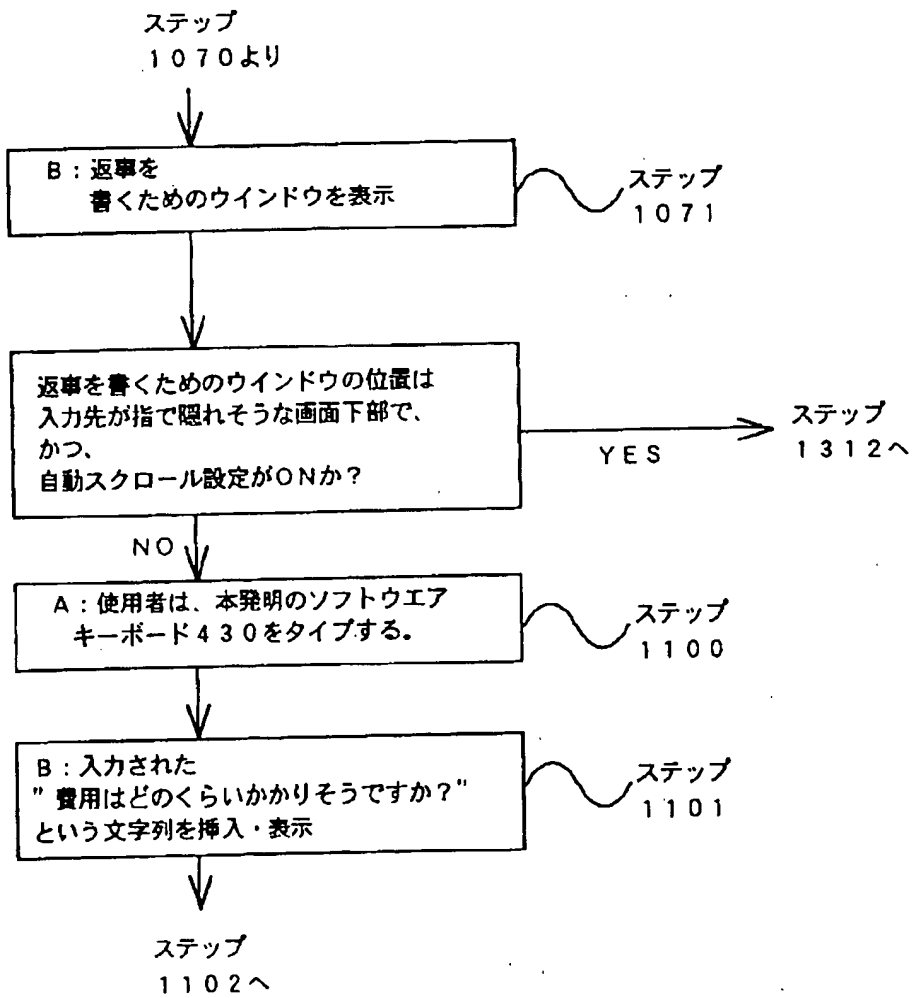 ステップ
1070より
B：返事を
書くためのウインドウを表示
ステップ
1071
返事を書くためのウインドウの位置は
入力先が指で隠れそうな画面下部で、
かつ、
自動スクロール設定がONか？
YES
ステップ
1312へ
NO
A：使用者は、本発明のソフトウエア
キーボード430をタイプする。
ステップ
1100
B：入力された
"費用はどのくらいかかりそうですか？"
という文字列を挿入・表示
ステップ
1101
ステップ
1102へ